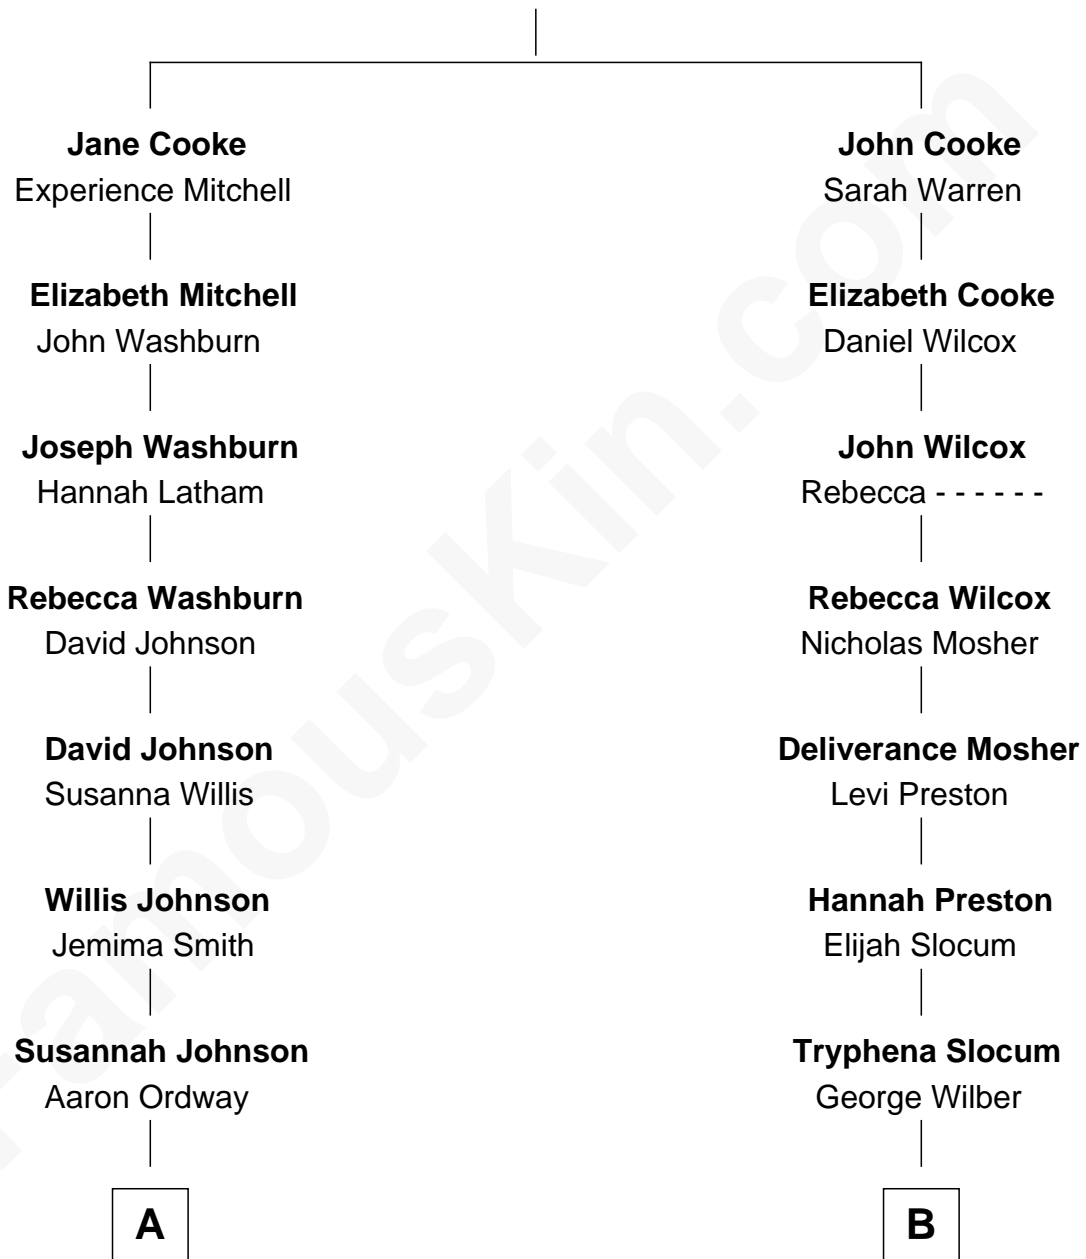 Jane Cooke
Experience Mitchell
Elizabeth Mitchell
John Washburn
Joseph Washburn
Hannah Latham
Rebecca Washburn
David Johnson
David Johnson
Susanna Willis
Willis Johnson
Jemima Smith
Susannah Johnson
Aaron Ordway
A
John Cooke
Sarah Warren
Elizabeth Cooke
Daniel Wilcox
John Wilcox
Rebecca - - - - - -
Rebecca Wilcox
Nicholas Mosher
Deliverance Mosher
Levi Preston
Hannah Preston
Elijah Slocum
Tryphena Slocum
George Wilber
B
FamousKin.com